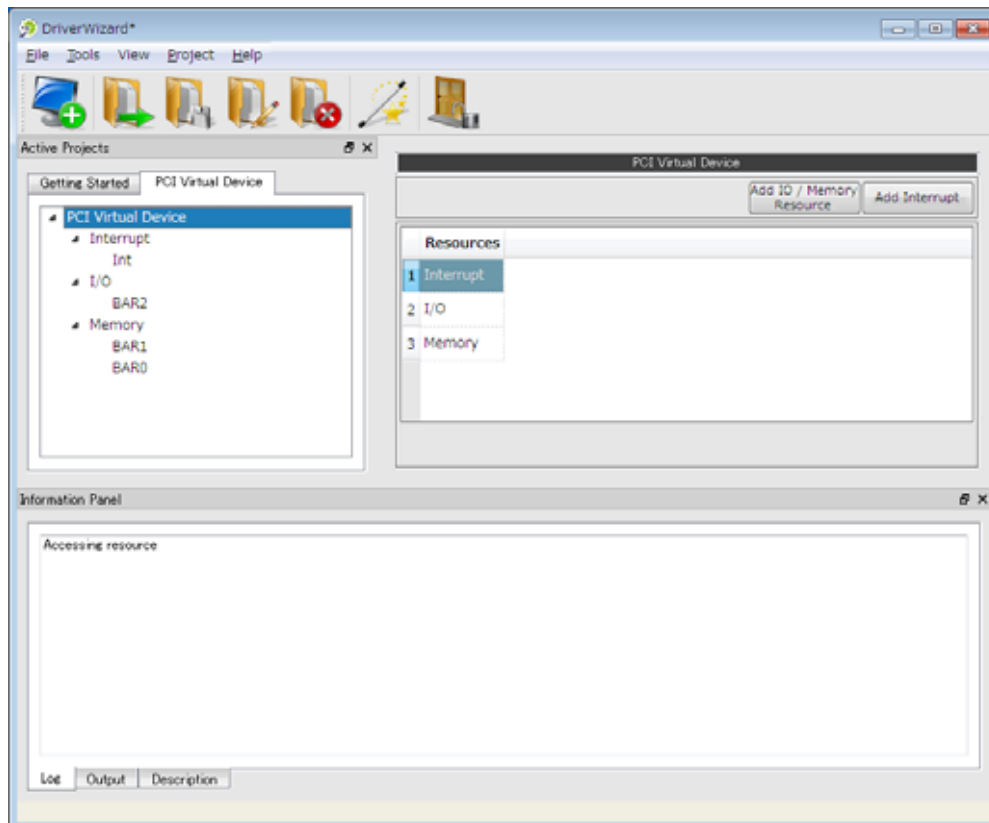 DriverWizard*
File Tools View Project Help
Active Projects
Getting Started PCI Virtual Device
PCI Virtual Device
Interrupt
Int
I/O
BAR2
Memory
BAR1
BAR0
PCI Virtual Device
Add IO / Memory
Resource
Add Interrupt
Resources
1 Interrupt
2 I/O
3 Memory
Information Panel
Accessing resource
Log Output Description